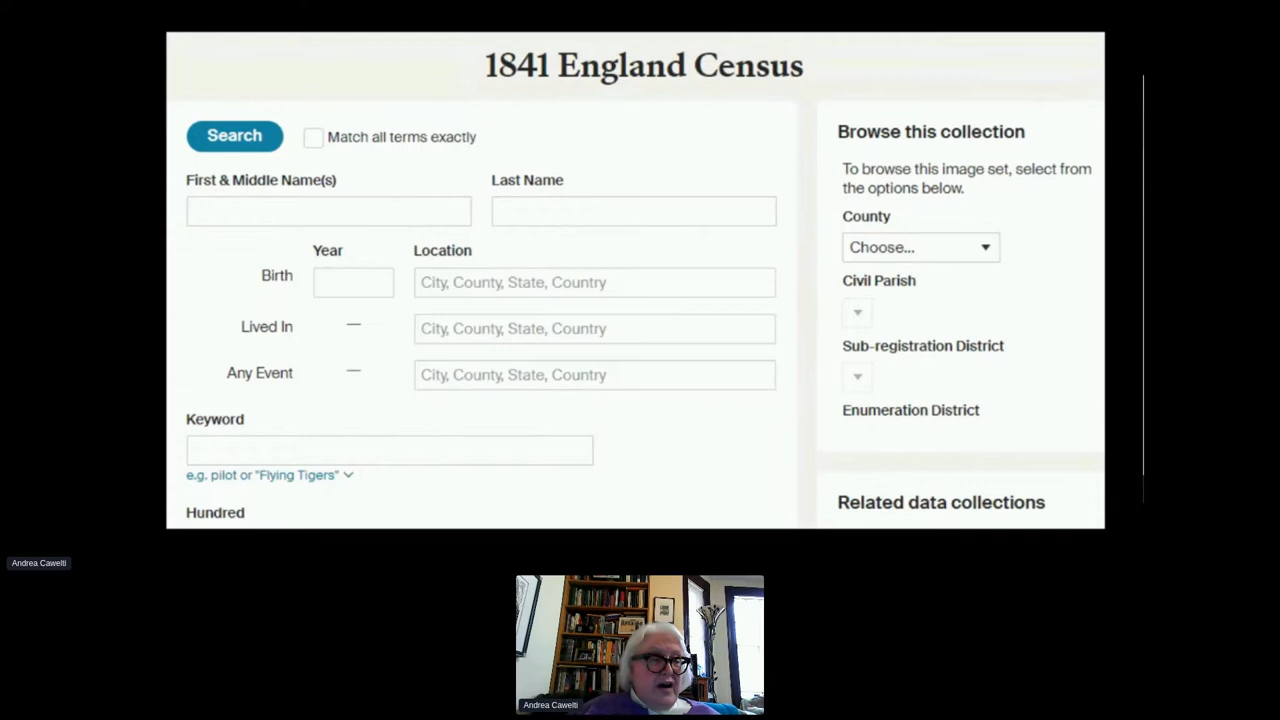 1841 England Census
Search
Match all terms exactly
First & Middle Name(s)
Last Name
Year
Location
Birth
City, County, State, Country
Lived In
—
City, County, State, Country
Any Event
—
City, County, State, Country
Keyword
e.g. pilot or "Flying Tigers"
Hundred
Browse this collection
To browse this image set, select from
the options below.
County
Choose...
Civil Parish
Sub-registration District
Enumeration District
Related data collections
Andrea Cawelti
Andrea Cawelti